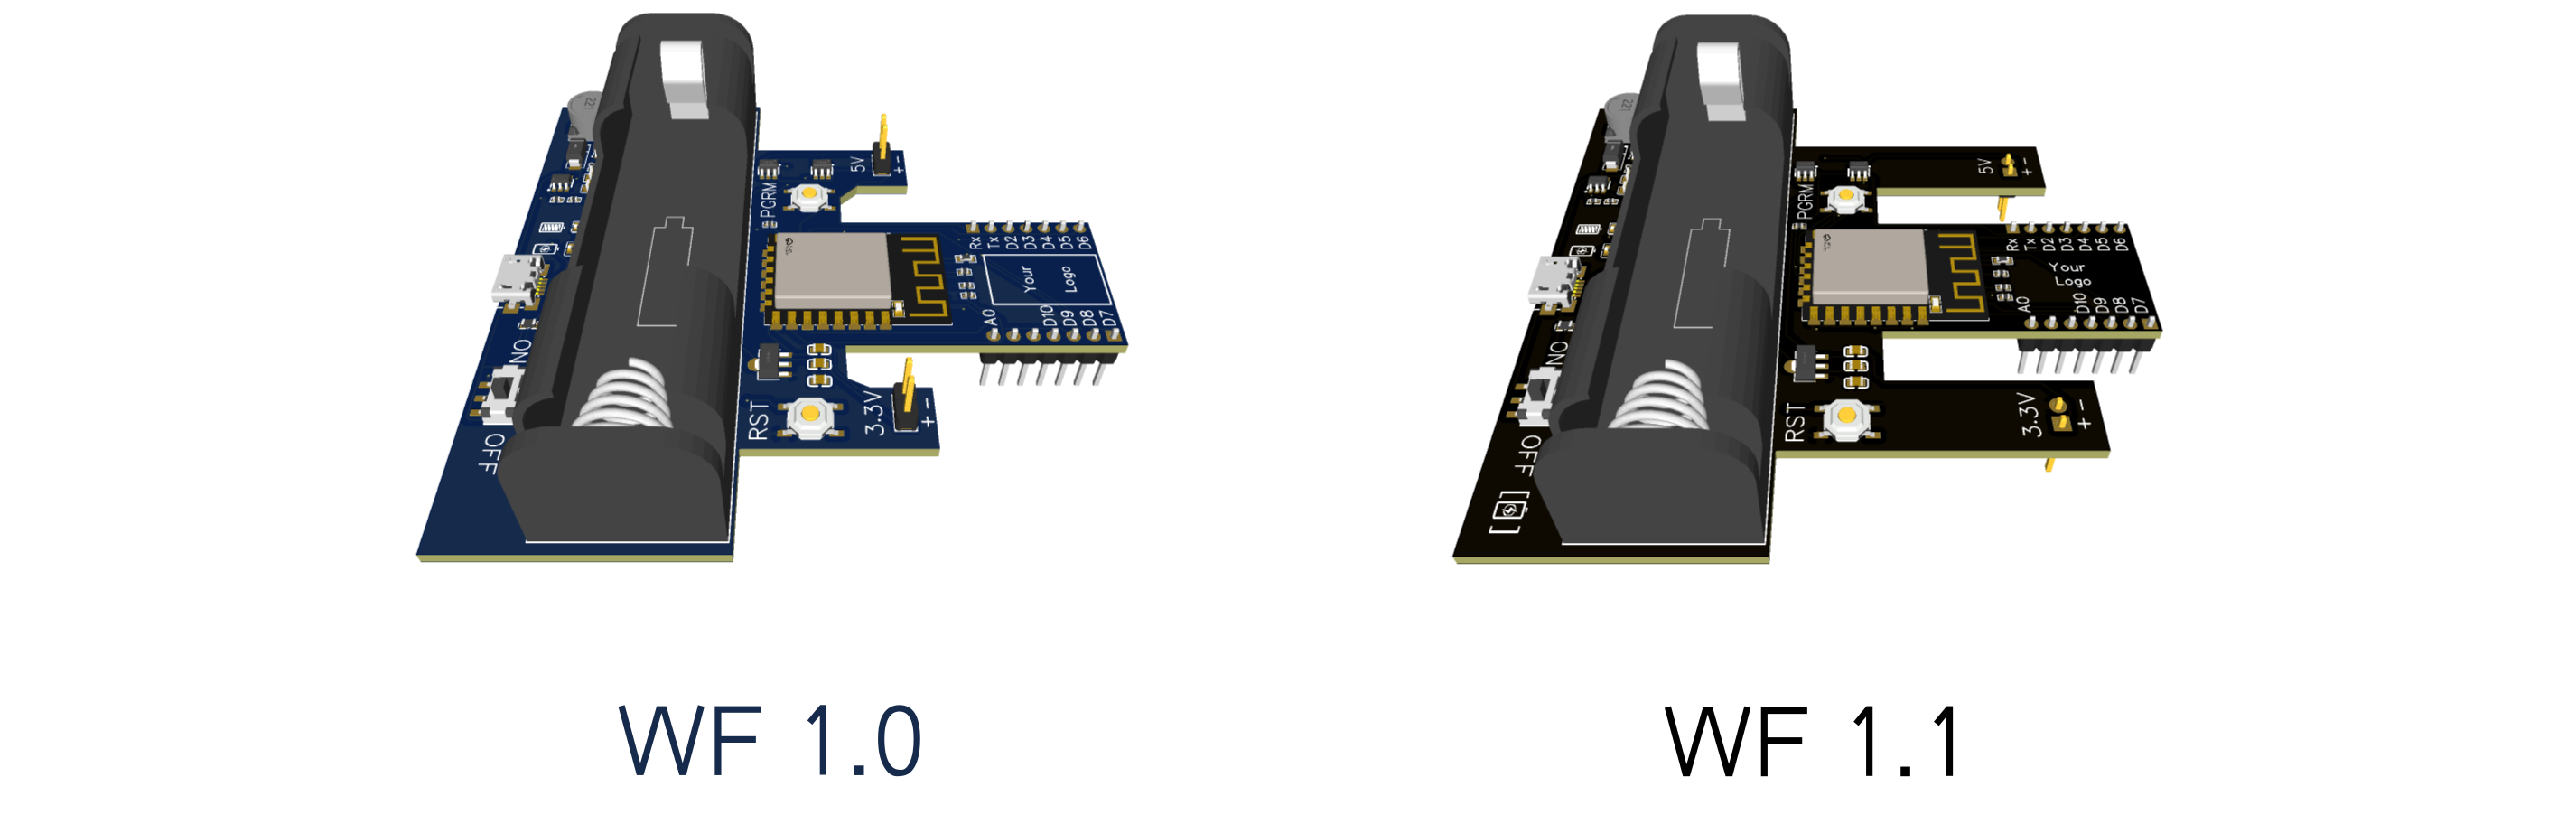 221
5V
+ -
PGRM
Rx Tx D2 D3 D4 D5 D6
Your
Logo
A0 D10 D9 D8 D7
ON
OFF
RST
3.3V
+ -
WF 1.0
221
5V
+ -
PGRM
Rx Tx D2 D3 D4 D5 D6
Your
Logo
A0 D10 D9 D8 D7
ON
OFF
RST
3.3V
+ -
WF 1.1